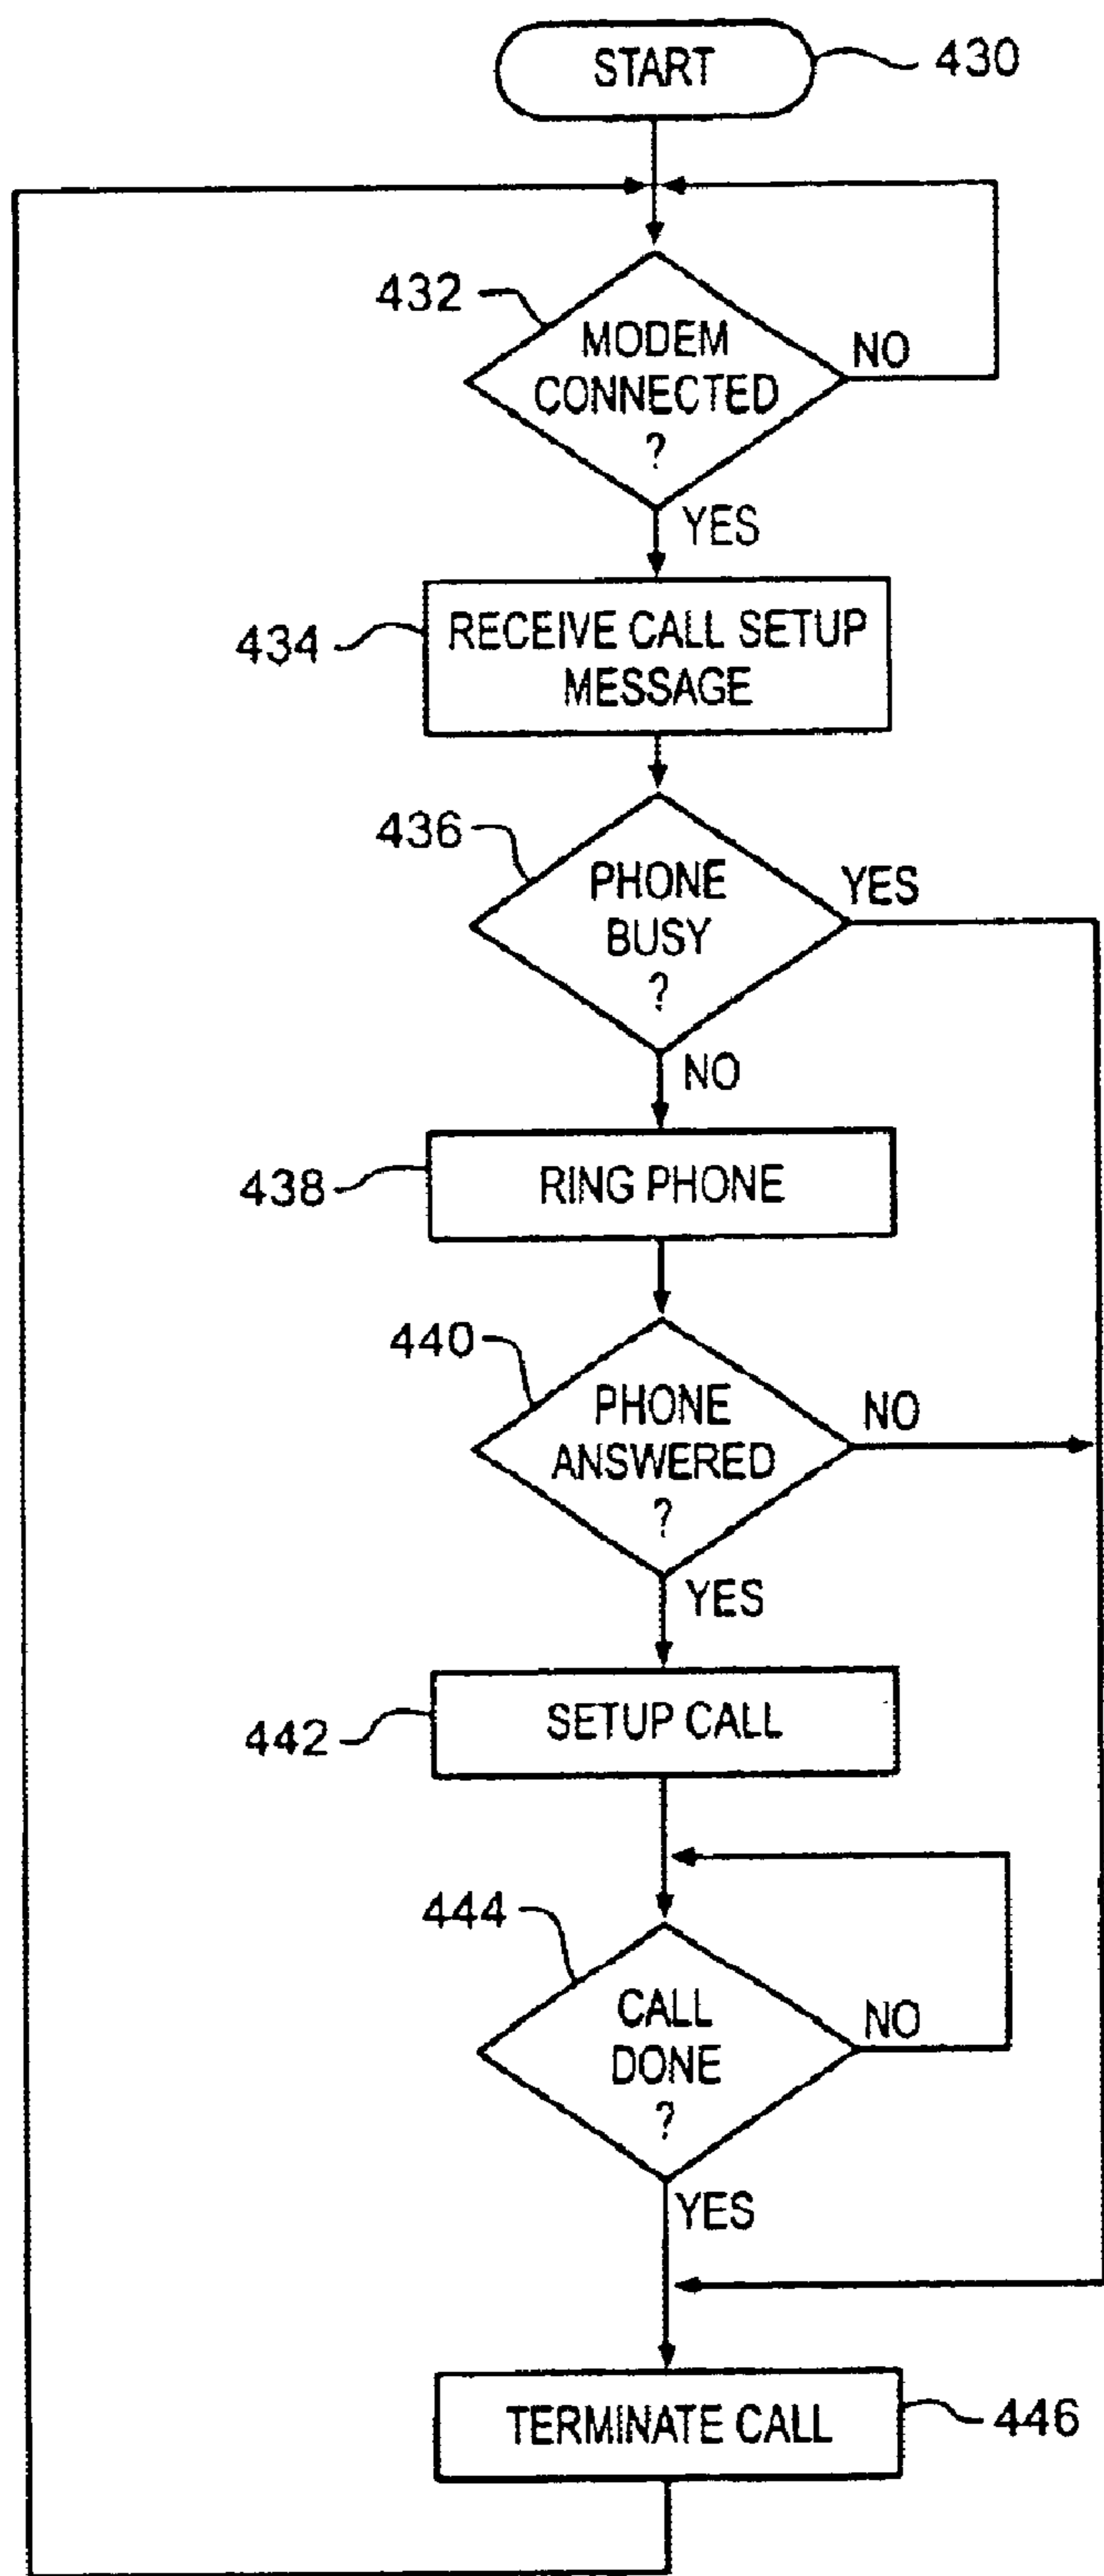 START
430
432
MODEM
CONNECTED
?
NO
YES
434
RECEIVE CALL SETUP
MESSAGE
436
PHONE
BUSY
?
YES
NO
438
RING PHONE
440
PHONE
ANSWERED
?
NO
YES
442
SETUP CALL
444
CALL
DONE
?
NO
YES
TERMINATE CALL
446